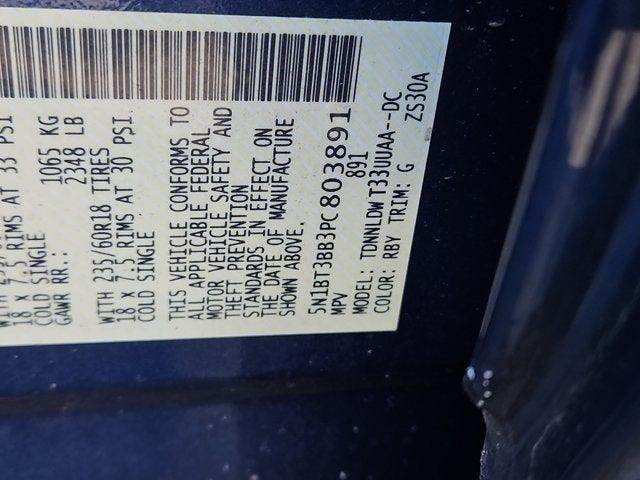 18 X 7.5 RIMS AT 33 PSI
COLD SINGLE
GAWR RR.: 1065 KG
2348 LB
WITH 235/60R18 TIRES
18 X 7.5 RIMS AT 30 PSI
COLD SINGLE
THIS VEHICLE CONFORMS TO
ALL APPLICABLE FEDERAL
MOTOR VEHICLE SAFETY AND
THEFT PREVENTION
STANDARDS IN EFFECT ON
THE DATE OF MANUFACTURE
SHOWN ABOVE.
5N1BT3BB3PC803891
MPV 891
MODEL: TDNNLDW T33UUAA--DC
COLOR: RBY TRIM: G ZS30A